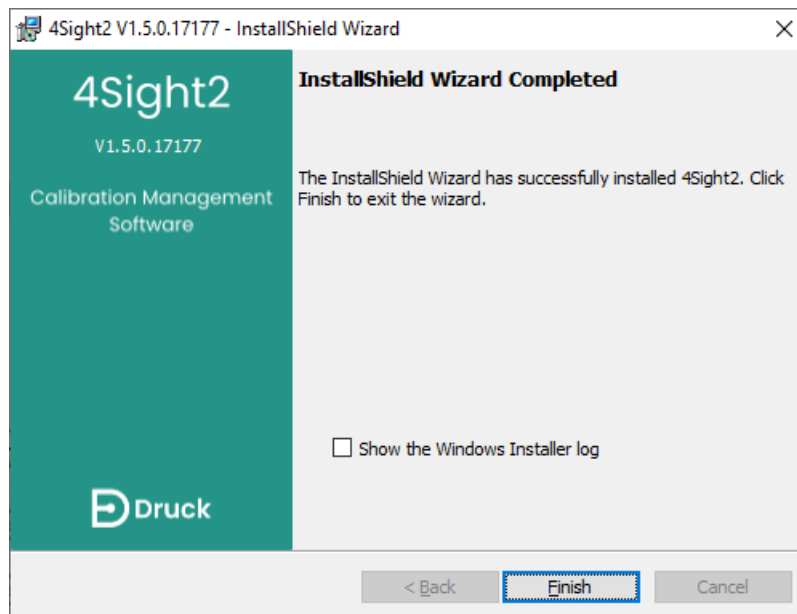 4Sight2 V1.5.0.17177 - InstallShield Wizard
4Sight2
V1.5.0.17177
Calibration Management
Software
Druck
InstallShield Wizard Completed
The InstallShield Wizard has successfully installed 4Sight2. Click
Finish to exit the wizard.
Show the Windows Installer log
< Back
Finish
Cancel